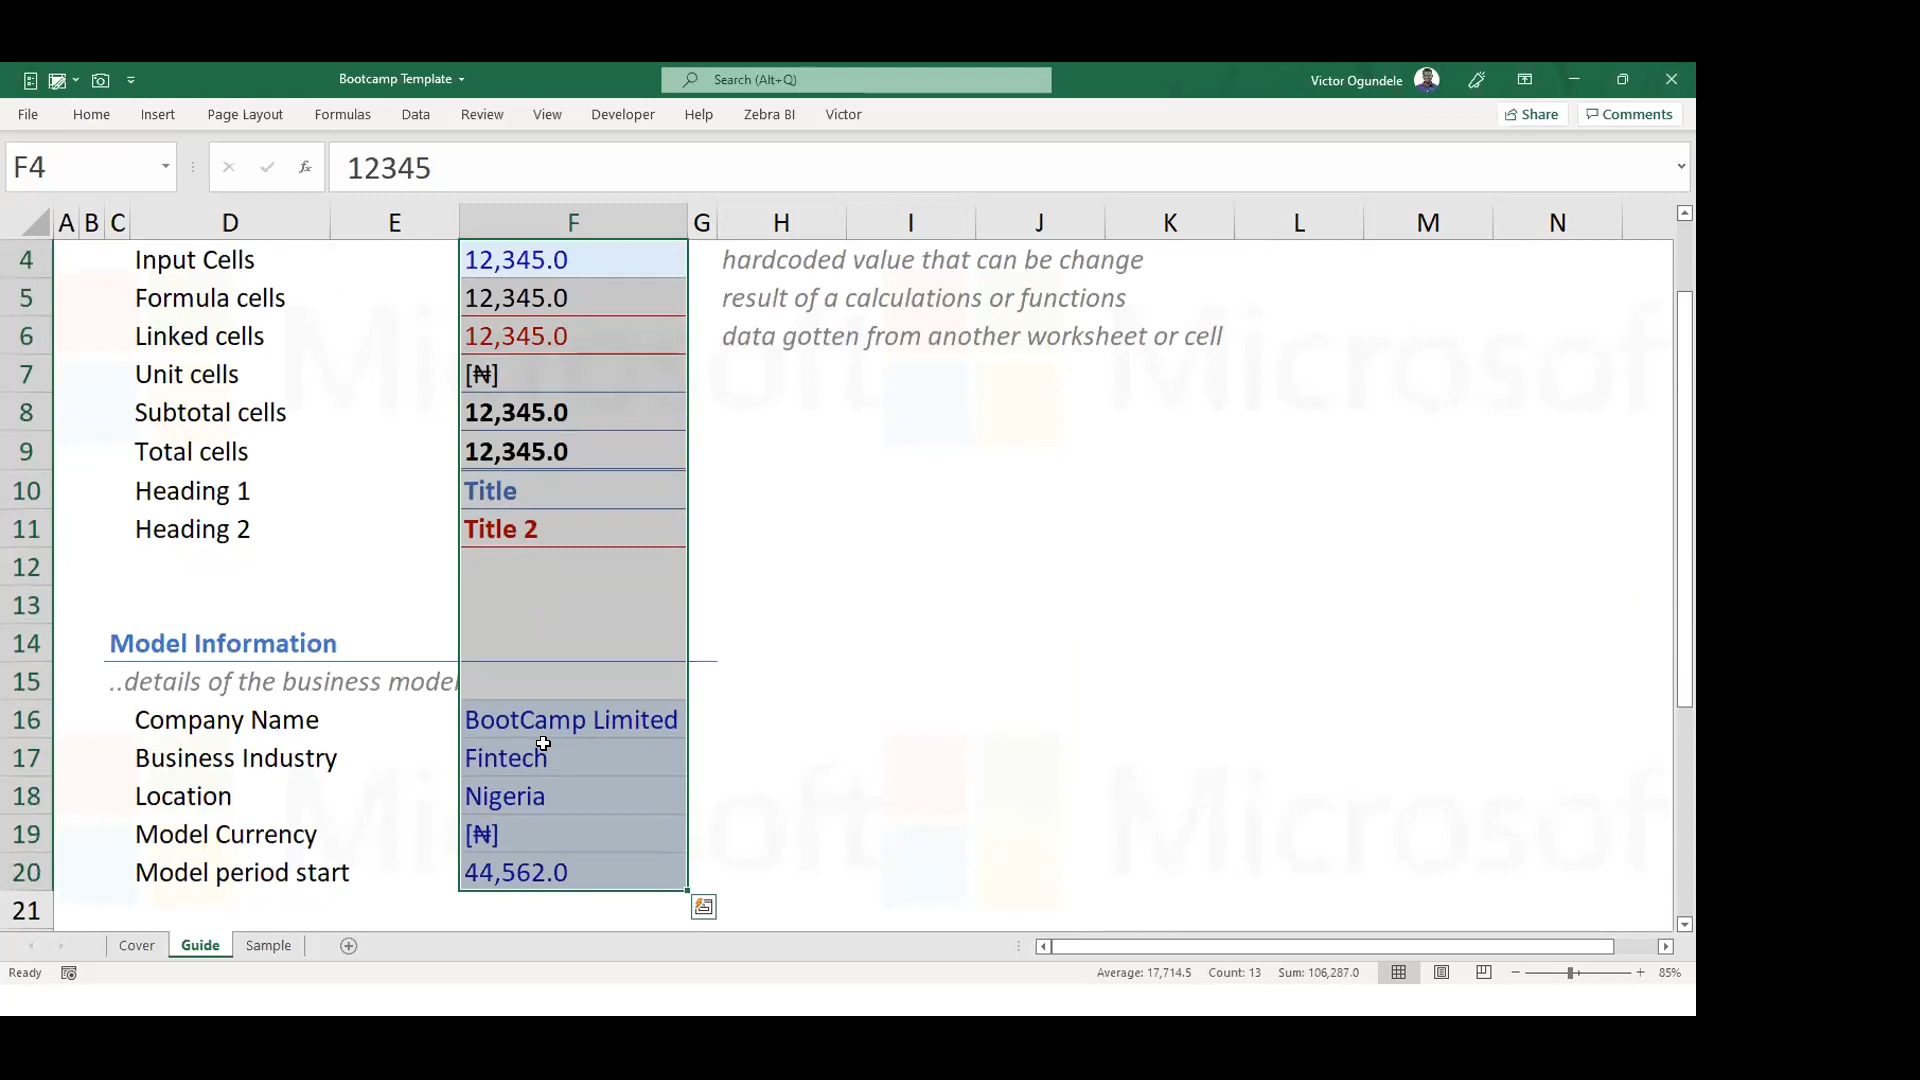 Bootcamp Template
Search (Alt+Q)
Victor Ogundele
File Home Insert Page Layout Formulas Data Review View Developer Help Zebra BI Victor
Share Comments
F4 fx 12345
A B C D E F G H I J K L M N
4 Input Cells 12,345.0 hardcoded value that can be change
5 Formula cells 12,345.0 result of a calculations or functions
6 Linked cells 12,345.0 data gotten from another worksheet or cell
7 Unit cells [₦]
8 Subtotal cells 12,345.0
9 Total cells 12,345.0
10 Heading 1 Title
11 Heading 2 Title 2
12
13
14 Model Information
15 ..details of the business model
16 Company Name BootCamp Limited
17 Business Industry Fintech
18 Location Nigeria
19 Model Currency [₦]
20 Model period start 44,562.0
21
Microsoft Microsof
Microsoft Microsof
Cover Guide Sample
Ready Average: 17,714.5 Count: 13 Sum: 106,287.0 85%